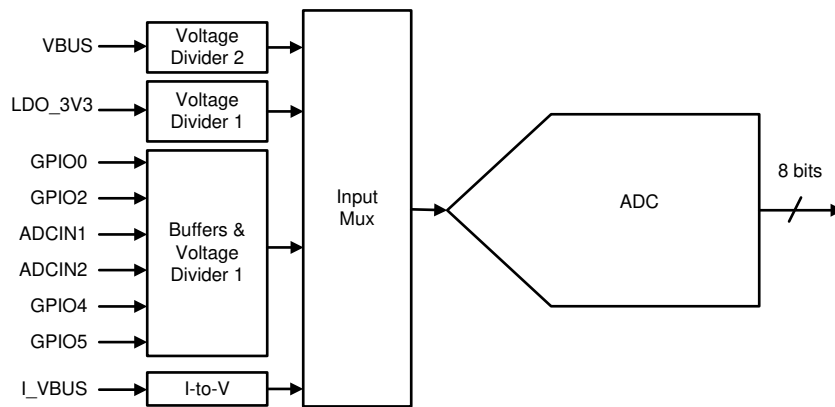 VBUS
Voltage
Divider 2
LDO_3V3
Voltage
Divider 1
GPIO0
GPIO2
ADCIN1
ADCIN2
GPIO4
GPIO5
Buffers &
Voltage
Divider 1
I_VBUS
I-to-V
Input
Mux
ADC
8 bits